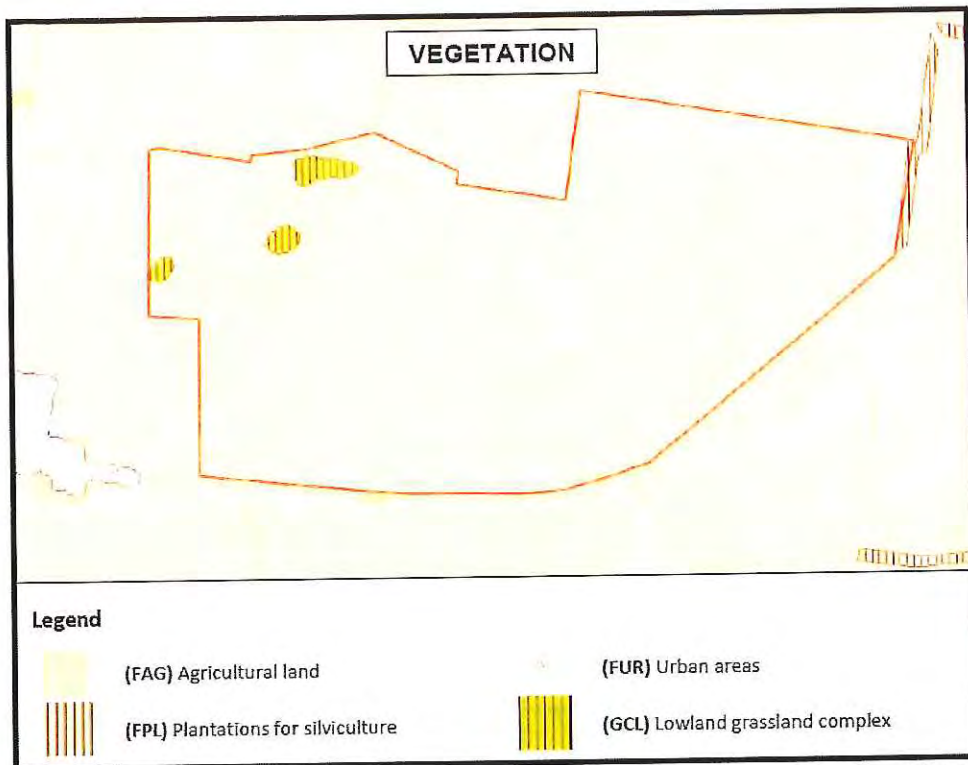 VEGETATION
Legend
(FAG) Agricultural land
(FUR) Urban areas
(FPL) Plantations for silviculture
(GCL) Lowland grassland complex